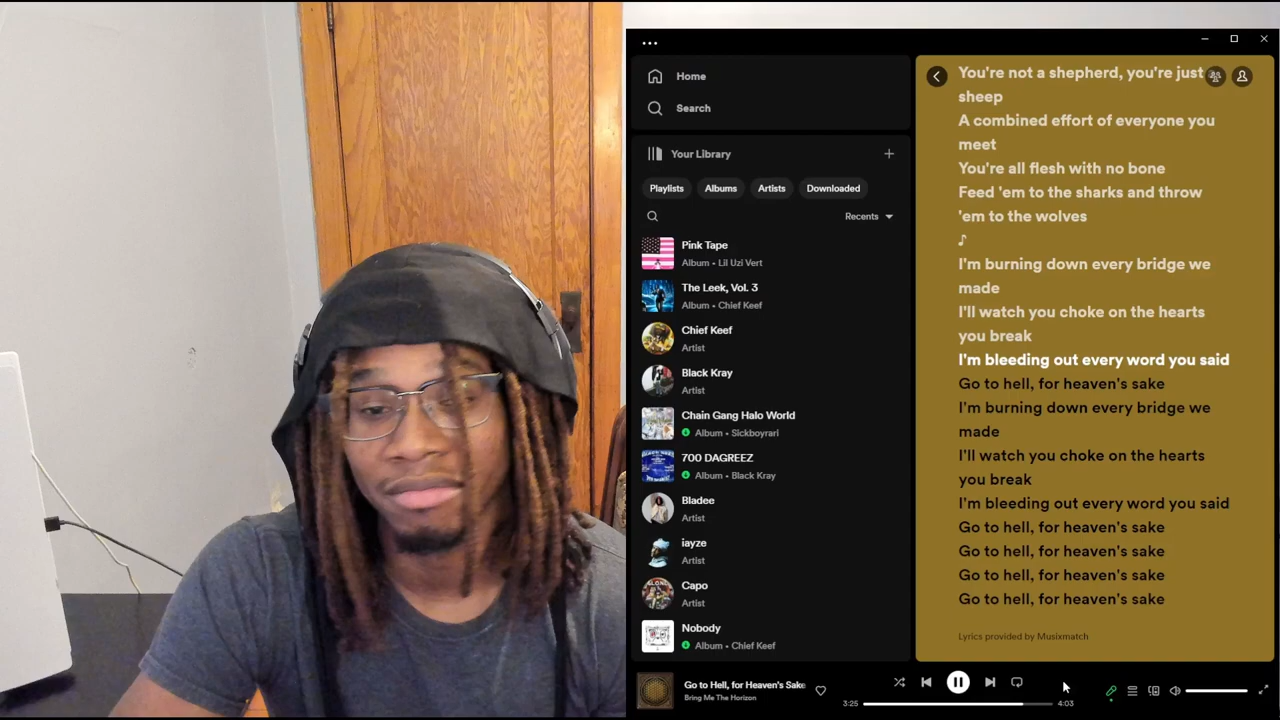 Home
Search
Your Library
Playlists Albums Artists Downloaded
Recents
Pink Tape
Album • Lil Uzi Vert
The Leek, Vol. 3
Album • Chief Keef
Chief Keef
Artist
Black Kray
Artist
Chain Gang Halo World
Album • Sickboyrari
700 DAGREEZ
Album • Black Kray
Bladee
Artist
iayze
Artist
Capo
Artist
Nobody
Album • Chief Keef
You're not a shepherd, you're just
sheep
A combined effort of everyone you
meet
You're all flesh with no bone
Feed 'em to the sharks and throw
'em to the wolves
♪
I'm burning down every bridge we
made
I'll watch you choke on the hearts
you break
I'm bleeding out every word you said
Go to hell, for heaven's sake
I'm burning down every bridge we
made
I'll watch you choke on the hearts
you break
I'm bleeding out every word you said
Go to hell, for heaven's sake
Go to hell, for heaven's sake
Go to hell, for heaven's sake
Go to hell, for heaven's sake
Lyrics provided by Musixmatch
Go to Hell, for Heaven's Sake
Bring Me The Horizon
3:25
4:03